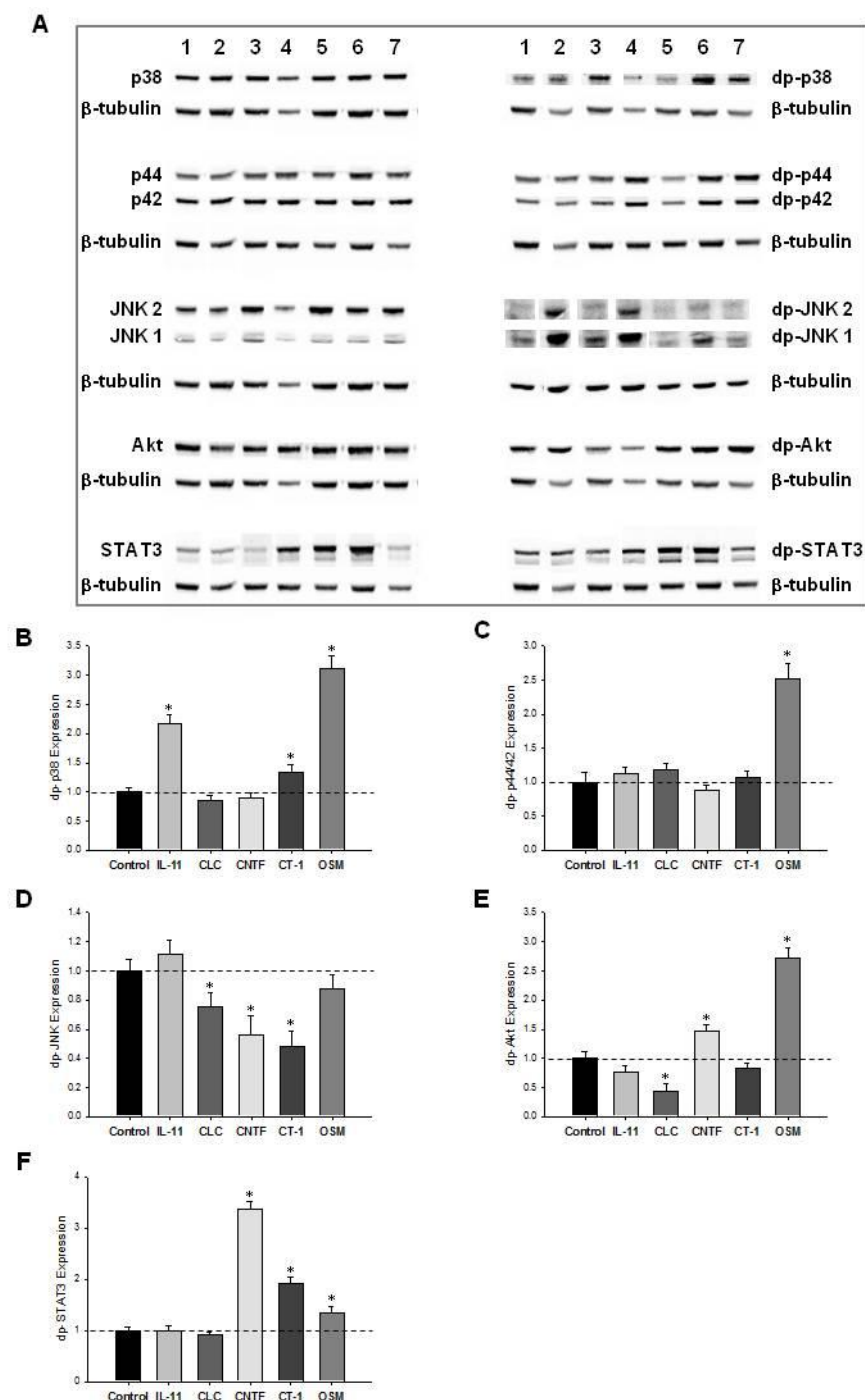 A
1 2 3 4 5 6 7 1 2 3 4 5 6 7
p38 dp-p38
β-tubulin β-tubulin
p44 dp-p44
p42 dp-p42
β-tubulin β-tubulin
JNK 2 dp-JNK 2
JNK 1 dp-JNK 1
β-tubulin β-tubulin
Akt dp-Akt
β-tubulin β-tubulin
STAT3 dp-STAT3
β-tubulin β-tubulin
B
dp-p38 Expression
3.5
3.0
2.5
2.0
1.5
1.0
0.5
0.0
* * *
Control IL-11 CLC CNTF CT-1 OSM
C
dp-p44/42 Expression
3.0
2.5
2.0
1.5
1.0
0.5
0.0
*
Control IL-11 CLC CNTF CT-1 OSM
D
dp-JNK Expression
1.4
1.2
1.0
0.8
0.6
0.4
0.2
0.0
* * *
Control IL-11 CLC CNTF CT-1 OSM
E
dp-Akt Expression
3.5
3.0
2.5
2.0
1.5
1.0
0.5
0.0
* * *
Control IL-11 CLC CNTF CT-1 OSM
F
dp-STAT3 Expression
4
3
2
1
0
* * *
Control IL-11 CLC CNTF CT-1 OSM